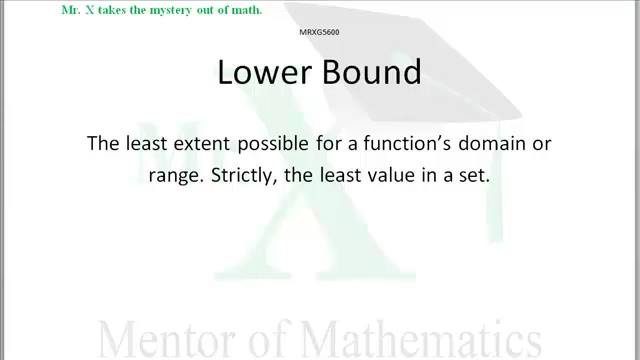 Mr. X takes the mystery out of math.
MRXG5600
Lower Bound
The least extent possible for a function's domain or
range. Strictly, the least value in a set.
Mr. X
Mentor of Mathematics